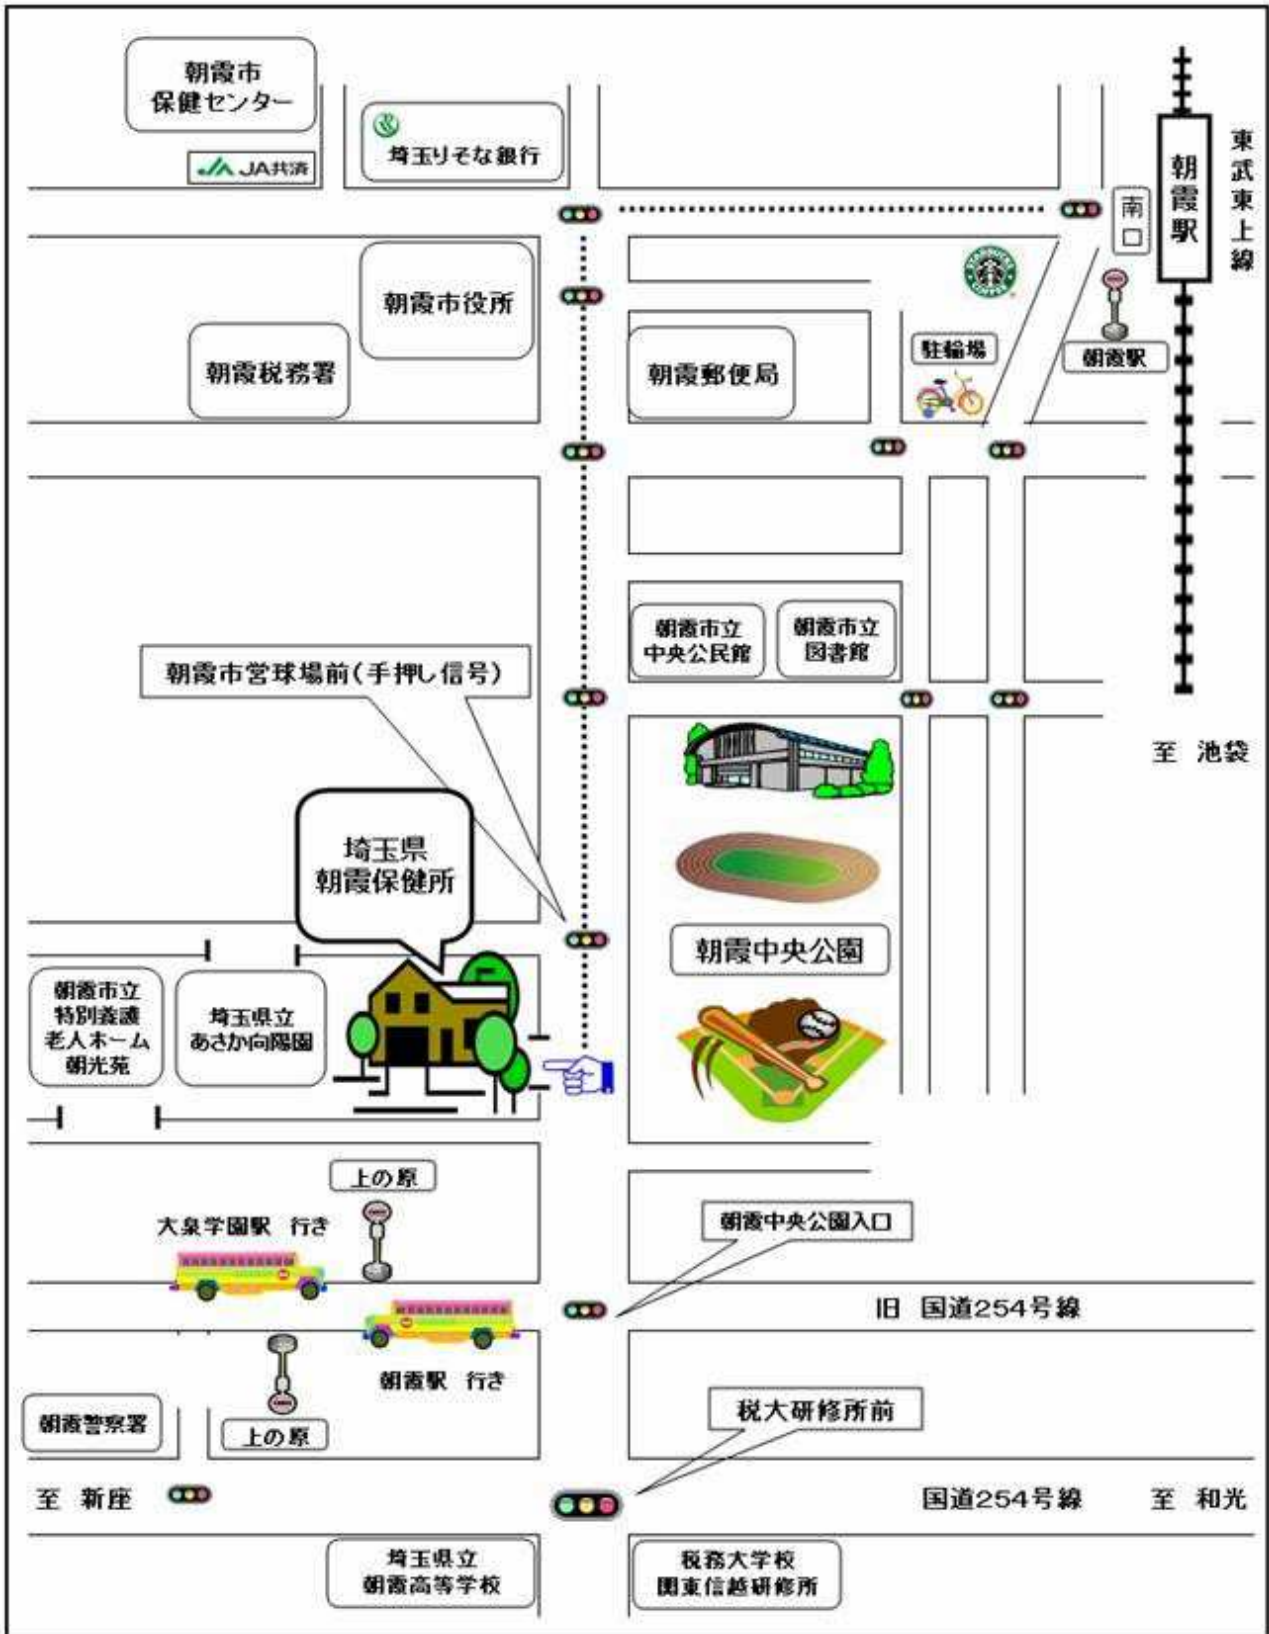 朝霞市
保健センター
JA共済
埼玉りそな銀行
南口
朝霞駅
東武東上線
STARBUCKS
COFFEE
朝霞市役所
朝霞税務署
朝霞郵便局
駐輪場
朝霞駅
朝霞市立
中央公民館
朝霞市立
図書館
朝霞市営球場前(手押し信号)
至 池袋
埼玉県
朝霞保健所
朝霞中央公園
朝霞市立
特別養護
老人ホーム
朝光苑
埼玉県立
あさか向陽園
上の原
大泉学園駅 行き
朝霞中央公園入口
旧 国道254号線
朝霞駅 行き
朝霞警察署
上の原
税大研修所前
至 新座
国道254号線
至 和光
埼玉県立
朝霞高等学校
税務大学校
関東信越研修所